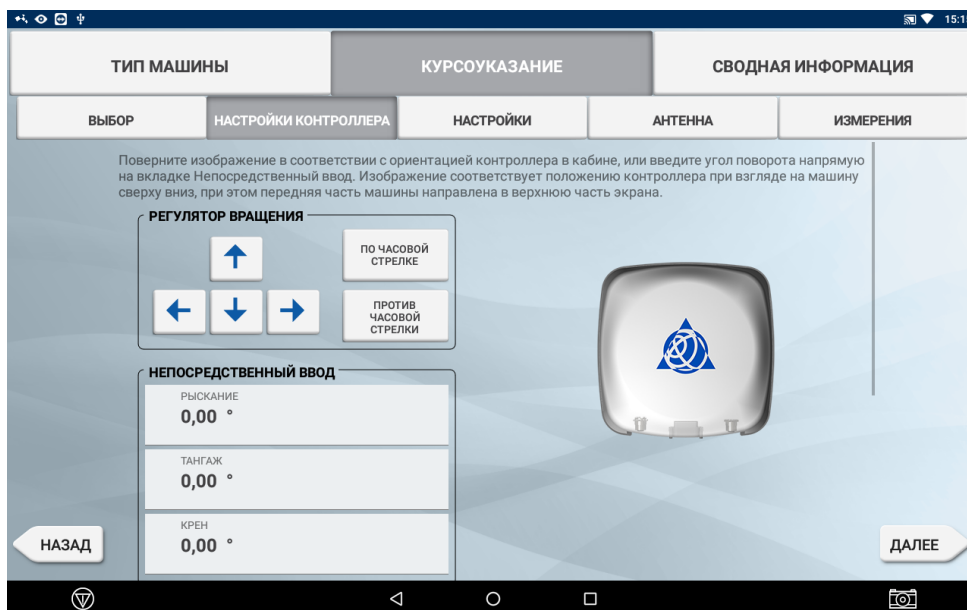 15:1
ТИП МАШИНЫ
КУРСОУКАЗАНИЕ
СВОДНАЯ ИНФОРМАЦИЯ
ВЫБОР
НАСТРОЙКИ КОНТРОЛЛЕРА
НАСТРОЙКИ
АНТЕННА
ИЗМЕРЕНИЯ
Поверните изображение в соответствии с ориентацией контроллера в кабине, или введите угол поворота напрямую
на вкладке Непосредственный ввод. Изображение соответствует положению контроллера при взгляде на машину
сверху вниз, при этом передняя часть машины направлена в верхнюю часть экрана.
РЕГУЛЯТОР ВРАЩЕНИЯ
ПО ЧАСОВОЙ
СТРЕЛКЕ
ПРОТИВ
ЧАСОВОЙ
СТРЕЛКИ
НЕПОСРЕДСТВЕННЫЙ ВВОД
РЫСКАНИЕ
0,00 °
ТАНГАЖ
0,00 °
КРЕН
0,00 °
НАЗАД
ДАЛЕЕ